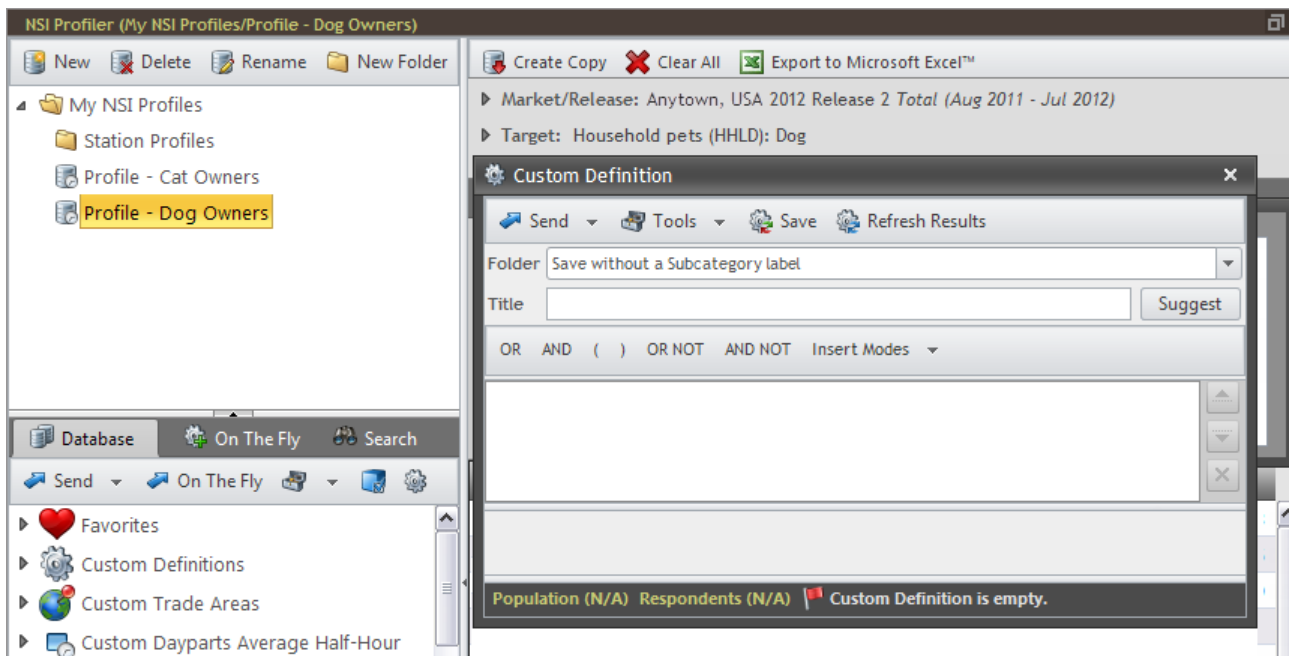 NSI Profiler (My NSI Profiles/Profile - Dog Owners)
New Delete Rename New Folder
My NSI Profiles
Station Profiles
Profile - Cat Owners
Profile - Dog Owners
Create Copy Clear All Export to Microsoft Excel™
Market/Release: Anytown, USA 2012 Release 2 Total (Aug 2011 - Jul 2012)
Target: Household pets (HHLD): Dog
Custom Definition
Send Tools Save Refresh Results
Folder Save without a Subcategory label
Title Suggest
OR AND ( ) OR NOT AND NOT Insert Modes
Population (N/A) Respondents (N/A) Custom Definition is empty.
Database On The Fly Search
Send On The Fly
Favorites
Custom Definitions
Custom Trade Areas
Custom Dayparts Average Half-Hour